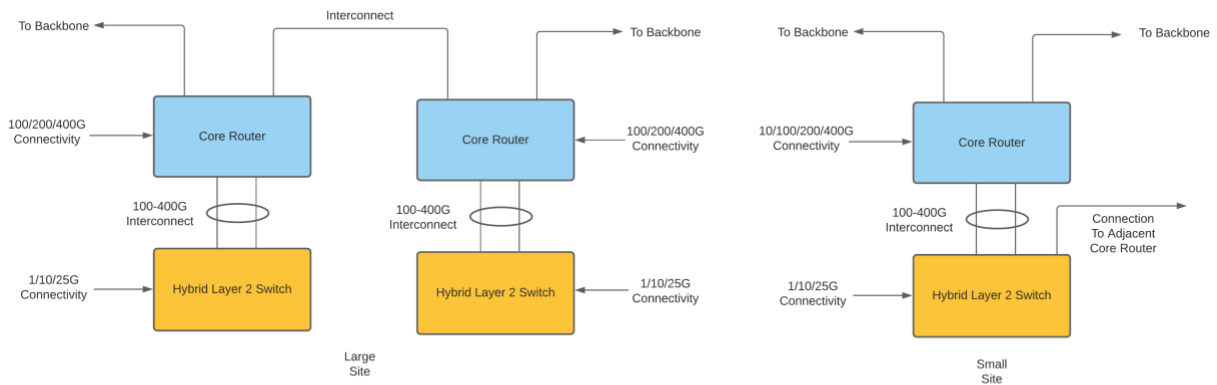 Interconnect
To Backbone
To Backbone
Core Router
100/200/400G
Connectivity
Core Router
100/200/400G
Connectivity
100-400G
Interconnect
100-400G
Interconnect
Hybrid Layer 2 Switch
1/10/25G
Connectivity
Hybrid Layer 2 Switch
1/10/25G
Connectivity
Large
Site
To Backbone
To Backbone
10/100/200/400G
Connectivity
Core Router
100-400G
Interconnect
Connection
To Adjacent
Core Router
1/10/25G
Connectivity
Hybrid Layer 2 Switch
Small
Site